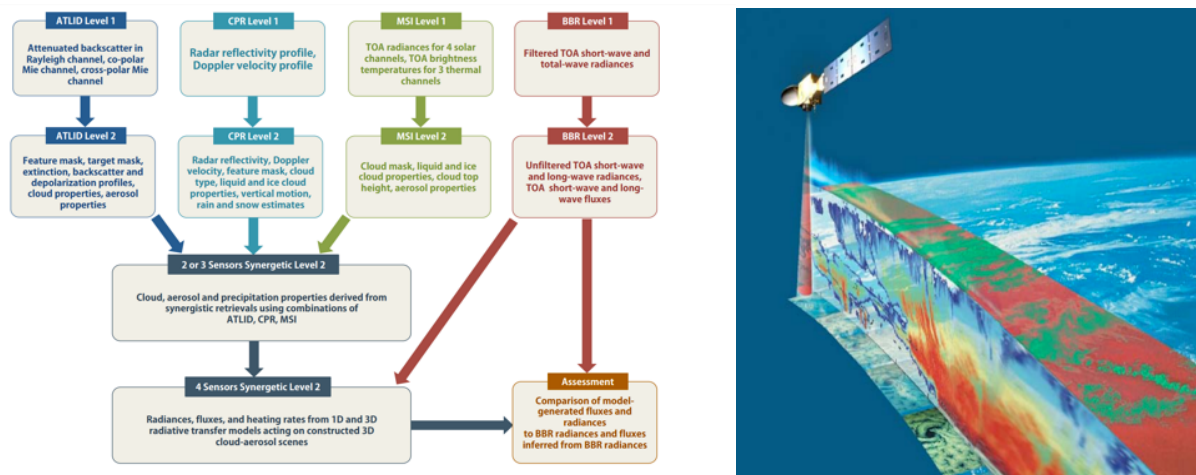 ATLID Level 1
Attenuated backscatter in
Rayleigh channel, co-polar
Mie channel, cross-polar Mie
channel
CPR Level 1
Radar reflectivity profile,
Doppler velocity profile
MSI Level 1
TOA radiances for 4 solar
channels, TOA brightness
temperatures for 3 thermal
channels
BBR Level 1
Filtered TOA short-wave and
total-wave radiances
ATLID Level 2
Feature mask, target mask,
extinction, backscatter and
depolarization profiles,
cloud properties, aerosol
properties
CPR Level 2
Radar reflectivity, Doppler
velocity, feature mask, cloud
type, liquid and ice cloud
properties, vertical motion,
rain and snow estimates
MSI Level 2
Cloud mask, liquid and ice
cloud properties, cloud top
height, aerosol properties
BBR Level 2
Unfiltered TOA short-wave
and long-wave radiances,
TOA short-wave and long-
wave fluxes
2 or 3 Sensors Synergetic Level 2
Cloud, aerosol and precipitation properties derived from
synergistic retrievals using combinations of
ATLID, CPR, MSI
4 Sensors Synergetic Level 2
Radiances, fluxes, and heating rates from 1D and 3D
radiative transfer models acting on constructed 3D
cloud-aerosol scenes
Assessment
Comparison of model-
generated fluxes and
radiances
to BBR radiances and fluxes
inferred from BBR radiances